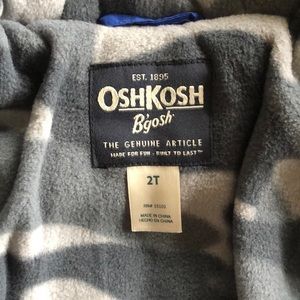 EST. 1895
OSHKOSH
B'gosh
THE GENUINE ARTICLE
MADE FOR FUN - BUILT TO LAST™
2T
MADE IN CHINA
HECHO EN CHINA